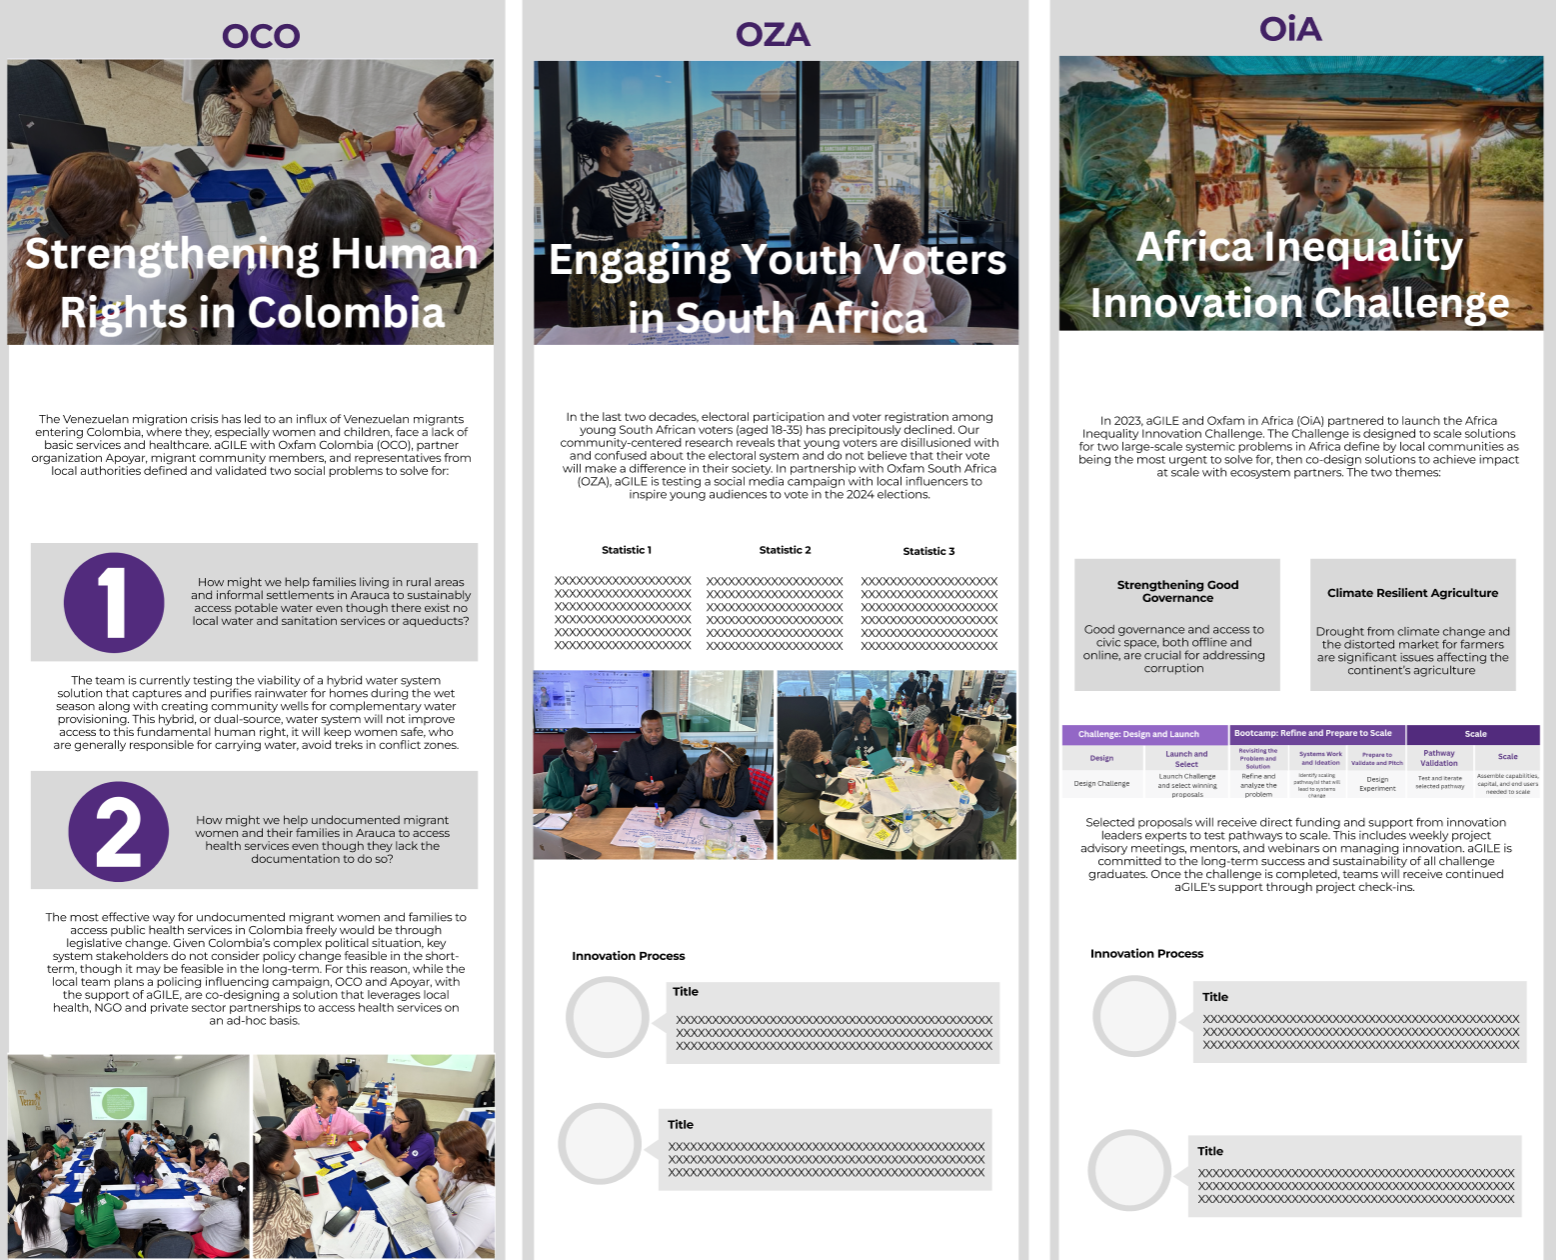 OCO
Strengthening Human
Rights in Colombia
The Venezuelan migration crisis has led to an influx of Venezuelan migrants
entering Colombia, where they, especially women and children, face a lack of
basic services and healthcare. aGILE with Oxfam Colombia (OCO), partner
organization Apoyar, migrant community members, and representatives from
local authorities defined and validated two social problems to solve for:
1
How might we help families living in rural areas
and informal settlements in Arauca to sustainably
access potable water even though there exist no
local water and sanitation services or aqueducts?
The team is currently testing the viability of a hybrid water system
solution that captures and purifies rainwater for homes during the wet
season along with creating community wells for complementary water
provisioning. This hybrid, or dual-source, water system will not improve
access to this fundamental human right, it will keep women safe, who
are generally responsible for carrying water, avoid treks in conflict zones.
2
How might we help undocumented migrant
women and their families in Arauca to access
health services even though they lack the
documentation to do so?
The most effective way for undocumented migrant women and families to
access public health services in Colombia freely would be through
legislative change. Given Colombia's complex political situation, key
system stakeholders do not consider policy change feasible in the short-
term, though it may be feasible in the long-term. For this reason, while the
local team plans a policing influencing campaign, OCO and Apoyar, with
the support of aGILE, are co-designing a solution that leverages local
health, NGO and private sector partnerships to access health services on
an ad-hoc basis.
OZA
Engaging Youth Voters
in South Africa
In the last two decades, electoral participation and voter registration among
young South African voters (aged 18-35) has precipitously declined. Our
community-centered research reveals that young voters are disillusioned with
and confused about the electoral system and do not believe that their vote
will make a difference in their society. In partnership with Oxfam South Africa
(OZA), aGILE is testing a social media campaign with local influencers to
inspire young audiences to vote in the 2024 elections.
Statistic 1
XXXXXXXXXXXXXXXXXXX
XXXXXXXXXXXXXXXXXXX
XXXXXXXXXXXXXXXXXXX
XXXXXXXXXXXXXXXXXXX
XXXXXXXXXXXXXXXXXXX
XXXXXXXXXXXXXXXXXXX
Statistic 2
XXXXXXXXXXXXXXXXXXX
XXXXXXXXXXXXXXXXXXX
XXXXXXXXXXXXXXXXXXX
XXXXXXXXXXXXXXXXXXX
XXXXXXXXXXXXXXXXXXX
XXXXXXXXXXXXXXXXXXX
Statistic 3
XXXXXXXXXXXXXXXXXXX
XXXXXXXXXXXXXXXXXXX
XXXXXXXXXXXXXXXXXXX
XXXXXXXXXXXXXXXXXXX
XXXXXXXXXXXXXXXXXXX
XXXXXXXXXXXXXXXXXXX
Innovation Process
Title
XXXXXXXXXXXXXXXXXXXXXXXXXXXXXXXXXXX
XXXXXXXXXXXXXXXXXXXXXXXXXXXXXXXXXXX
XXXXXXXXXXXXXXXXXXXXXXXXXXXXXXXXXXX
Title
XXXXXXXXXXXXXXXXXXXXXXXXXXXXXXXXXXX
XXXXXXXXXXXXXXXXXXXXXXXXXXXXXXXXXXX
XXXXXXXXXXXXXXXXXXXXXXXXXXXXXXXXXXX
OiA
Africa Inequality
Innovation Challenge
In 2023, aGILE and Oxfam in Africa (OiA) partnered to launch the Africa
Inequality Innovation Challenge. The Challenge is designed to scale solutions
for two large-scale systemic problems in Africa define by local communities as
being the most urgent to solve for, then co-design solutions to achieve impact
at scale with ecosystem partners. The two themes:
Strengthening Good
Governance
Good governance and access to
civic space, both offline and
online, are crucial for addressing
corruption
Climate Resilient Agriculture
Drought from climate change and
the distorted market for farmers
are significant issues affecting the
continent's agriculture
Challenge: Design and Launch
Bootcamp: Refine and Prepare to Scale
Scale
Design
Launch and
Select
Revisiting the
Problem and
Solution
Systems Work
and Ideation
Prepare to
Validate and Pitch
Pathway
Validation
Scale
Design Challenge
Launch Challenge
and select winning
proposals
Refine and
analyze the
problem
Identify scaling
pathway(s) that will
lead to systems
change
Design
Experiment
Test and iterate
selected pathway
Assemble capabilities,
capital, and end users
needed to scale
Selected proposals will receive direct funding and support from innovation
leaders experts to test pathways to scale. This includes weekly project
advisory meetings, mentors, and webinars on managing innovation. aGILE is
committed to the long-term success and sustainability of all challenge
graduates. Once the challenge is completed, teams will receive continued
aGILE's support through project check-ins.
Innovation Process
Title
XXXXXXXXXXXXXXXXXXXXXXXXXXXXXXXXXXX
XXXXXXXXXXXXXXXXXXXXXXXXXXXXXXXXXXX
XXXXXXXXXXXXXXXXXXXXXXXXXXXXXXXXXXX
Title
XXXXXXXXXXXXXXXXXXXXXXXXXXXXXXXXXXX
XXXXXXXXXXXXXXXXXXXXXXXXXXXXXXXXXXX
XXXXXXXXXXXXXXXXXXXXXXXXXXXXXXXXXXX